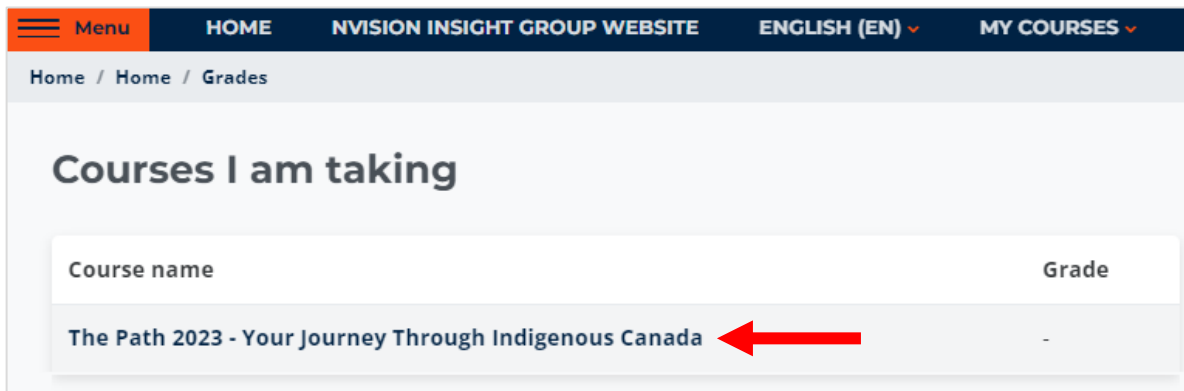 Menu HOME NVISION INSIGHT GROUP WEBSITE ENGLISH (EN) MY COURSES
Home / Home / Grades
Courses I am taking
Course name Grade
The Path 2023 - Your Journey Through Indigenous Canada -